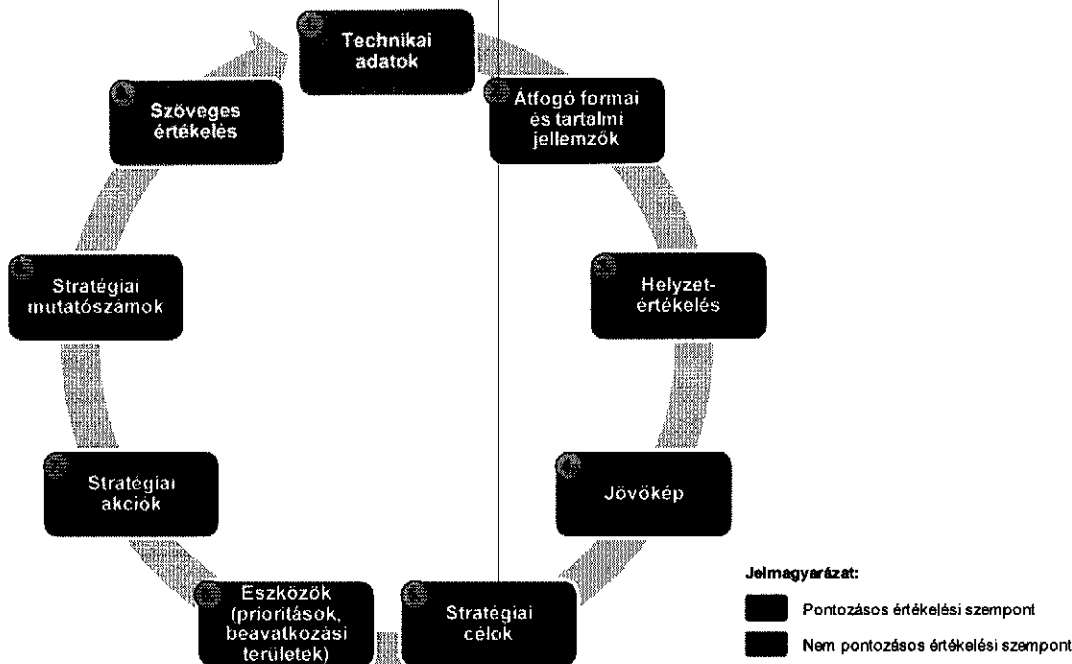 Technikai
adatok
Átfogó formai
és tartalmi
jellemzők
Helyzet-
értékelés
4
Jövőkép
Stratégiai
célok
Eszközök
(prioritások,
beavatkozási
területek)
Stratégiai
akciók
Stratégiai
mutatószámok
Szöveges
értékelés
Jelmagyarázat:
Pontozásos értékelési szempont
Nem pontozásos értékelési szempont